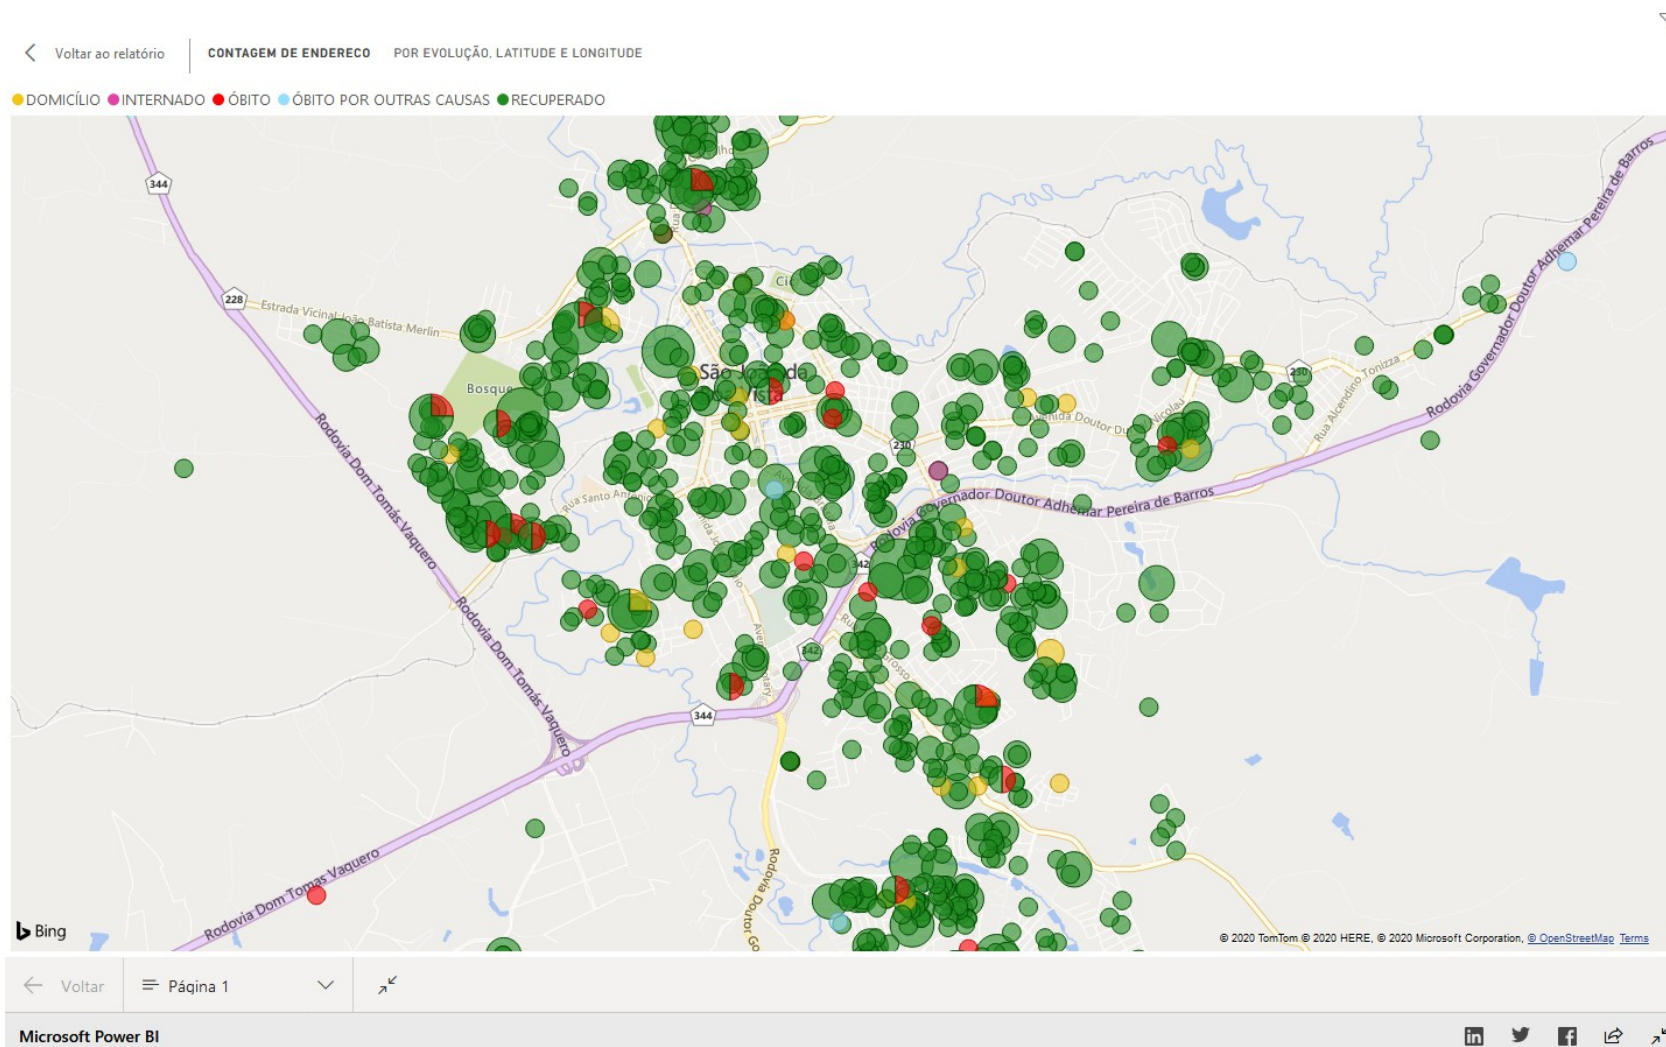 Voltar ao relatório
CONTAGEM DE ENDERECO POR EVOLUÇÃO, LATITUDE E LONGITUDE
DOMICÍLIO INTERNADO ÓBITO ÓBITO POR OUTRAS CAUSAS RECUPERADO
344
Rodovia Governador Doutor Adhemar Pereira de Barros
228
Estrada Vicinal João Batista Merlin
Bosque
São João da
Boa Vista
230
Rua Alcendino Tonizza
230
Rodovia Dom Tomás Vaquero
Rua Santo Antonio
Rodovia Governador Doutor Adhemar Pereira de Barros
342
Rodovia Dom Tomás Vaquero
342
344
Rodovia Dom Tomas Vaquero
Rodovia Doutor Go
Bing
© 2020 TomTom © 2020 HERE, © 2020 Microsoft Corporation, © OpenStreetMap Terms
Voltar
Página 1
Microsoft Power BI